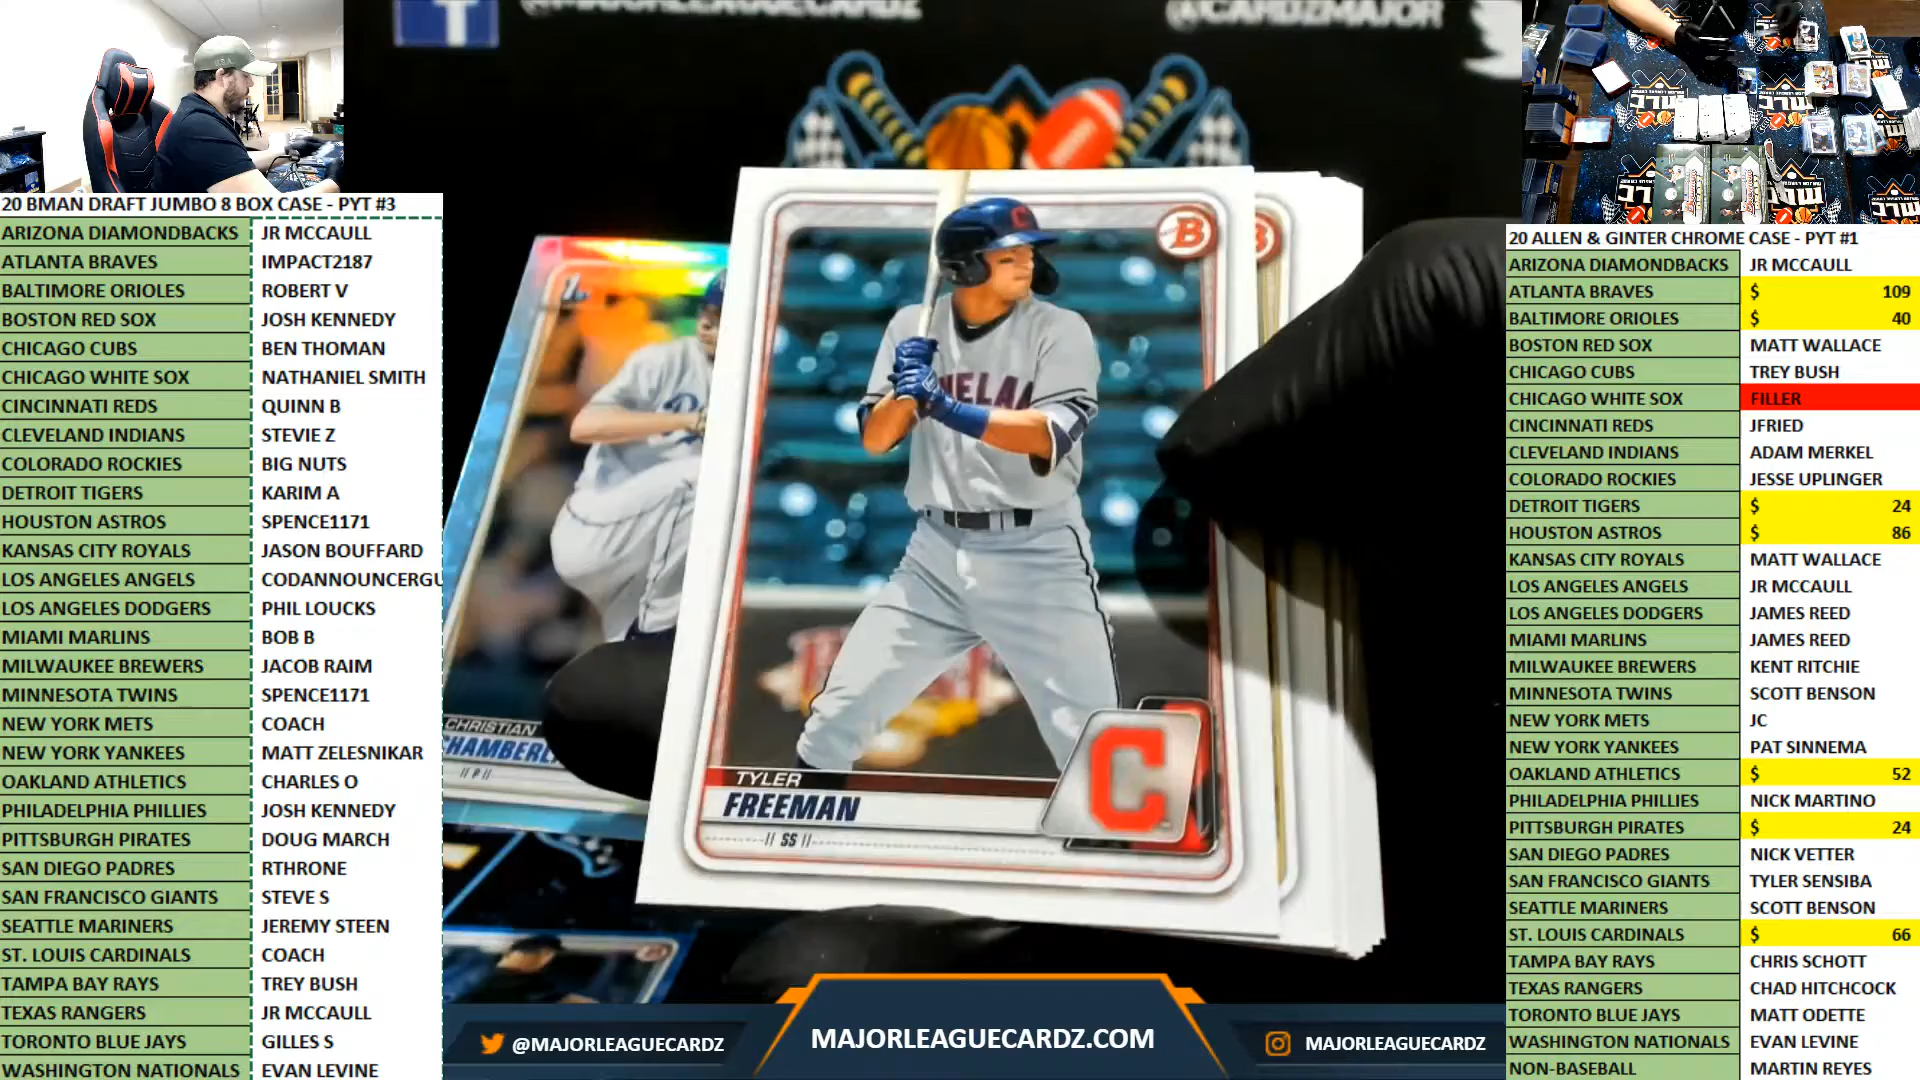 @MAJORLEAGUECARDZ
@CARDZMAJOR
20 BMAN DRAFT JUMBO 8 BOX CASE - PYT #3
ARIZONA DIAMONDBACKS JR MCCAULL
ATLANTA BRAVES IMPACT2187
BALTIMORE ORIOLES ROBERT V
BOSTON RED SOX JOSH KENNEDY
CHICAGO CUBS BEN THOMAN
CHICAGO WHITE SOX NATHANIEL SMITH
CINCINNATI REDS QUINN B
CLEVELAND INDIANS STEVIE Z
COLORADO ROCKIES BIG NUTS
DETROIT TIGERS KARIM A
HOUSTON ASTROS SPENCE1171
KANSAS CITY ROYALS JASON BOUFFARD
LOS ANGELES ANGELS CODANNOUNCERGU
LOS ANGELES DODGERS PHIL LOUCKS
MIAMI MARLINS BOB B
MILWAUKEE BREWERS JACOB RAIM
MINNESOTA TWINS SPENCE1171
NEW YORK METS COACH
NEW YORK YANKEES MATT ZELESNIKAR
OAKLAND ATHLETICS CHARLES O
PHILADELPHIA PHILLIES JOSH KENNEDY
PITTSBURGH PIRATES DOUG MARCH
SAN DIEGO PADRES RTHRONE
SAN FRANCISCO GIANTS STEVE S
SEATTLE MARINERS JEREMY STEEN
ST. LOUIS CARDINALS COACH
TAMPA BAY RAYS TREY BUSH
TEXAS RANGERS JR MCCAULL
TORONTO BLUE JAYS GILLES S
WASHINGTON NATIONALS EVAN LEVINE
B
C
CHRISTIAN
CHAMBERL
// P //
TYLER
FREEMAN
// SS //
C
@MAJORLEAGUECARDZ
MAJORLEAGUECARDZ.COM
MAJORLEAGUECARDZ
20 ALLEN & GINTER CHROME CASE - PYT #1
ARIZONA DIAMONDBACKS JR MCCAULL
ATLANTA BRAVES $ 109
BALTIMORE ORIOLES $ 40
BOSTON RED SOX MATT WALLACE
CHICAGO CUBS TREY BUSH
CHICAGO WHITE SOX FILLER
CINCINNATI REDS JFRIED
CLEVELAND INDIANS ADAM MERKEL
COLORADO ROCKIES JESSE UPLINGER
DETROIT TIGERS $ 24
HOUSTON ASTROS $ 86
KANSAS CITY ROYALS MATT WALLACE
LOS ANGELES ANGELS JR MCCAULL
LOS ANGELES DODGERS JAMES REED
MIAMI MARLINS JAMES REED
MILWAUKEE BREWERS KENT RITCHIE
MINNESOTA TWINS SCOTT BENSON
NEW YORK METS JC
NEW YORK YANKEES PAT SINNEMA
OAKLAND ATHLETICS $ 52
PHILADELPHIA PHILLIES NICK MARTINO
PITTSBURGH PIRATES $ 24
SAN DIEGO PADRES NICK VETTER
SAN FRANCISCO GIANTS TYLER SENSIBA
SEATTLE MARINERS SCOTT BENSON
ST. LOUIS CARDINALS $ 66
TAMPA BAY RAYS CHRIS SCHOTT
TEXAS RANGERS CHAD HITCHCOCK
TORONTO BLUE JAYS MATT ODETTE
WASHINGTON NATIONALS EVAN LEVINE
NON-BASEBALL MARTIN REYES